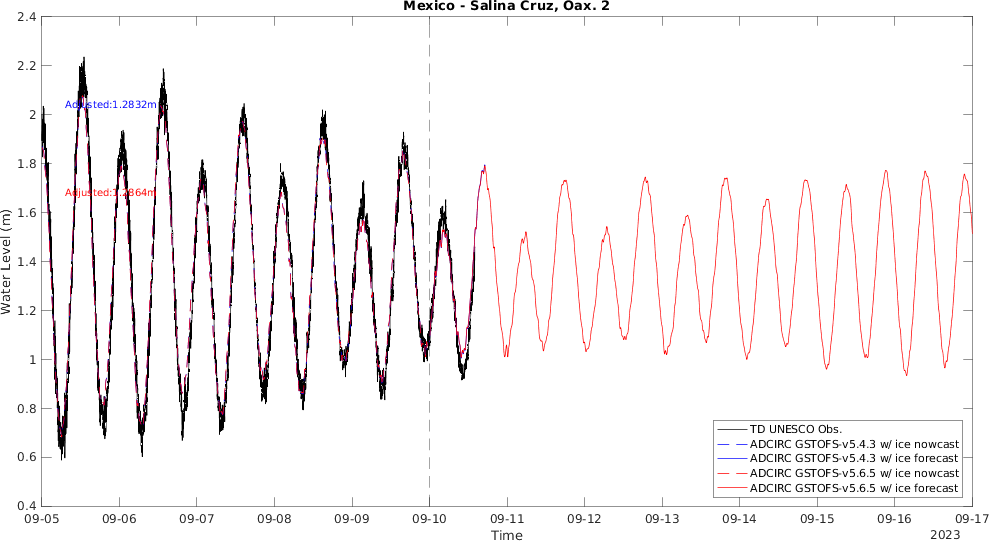 Mexico - Salina Cruz, Oax. 2
2.4
2.2
2
1.8
1.6
1.4
1.2
1
0.8
0.6
0.4
Water Level (m)
Adjusted:1.2832m
Adjusted:1.2864m
TD UNESCO Obs.
ADCIRC GSTOFS-v5.4.3 w/ ice nowcast
ADCIRC GSTOFS-v5.4.3 w/ ice forecast
ADCIRC GSTOFS-v5.6.5 w/ ice nowcast
ADCIRC GSTOFS-v5.6.5 w/ ice forecast
09-05 09-06 09-07 09-08 09-09 09-10 09-11 09-12 09-13 09-14 09-15 09-16 09-17
Time
2023